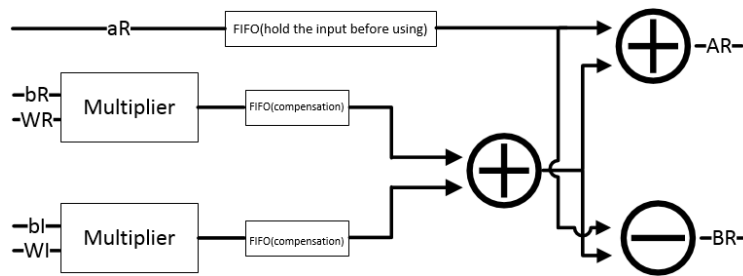 aR
FIFO(hold the input before using)
AR
bR
WR
Multiplier
FIFO(compensation)
bI
WI
Multiplier
FIFO(compensation)
BR